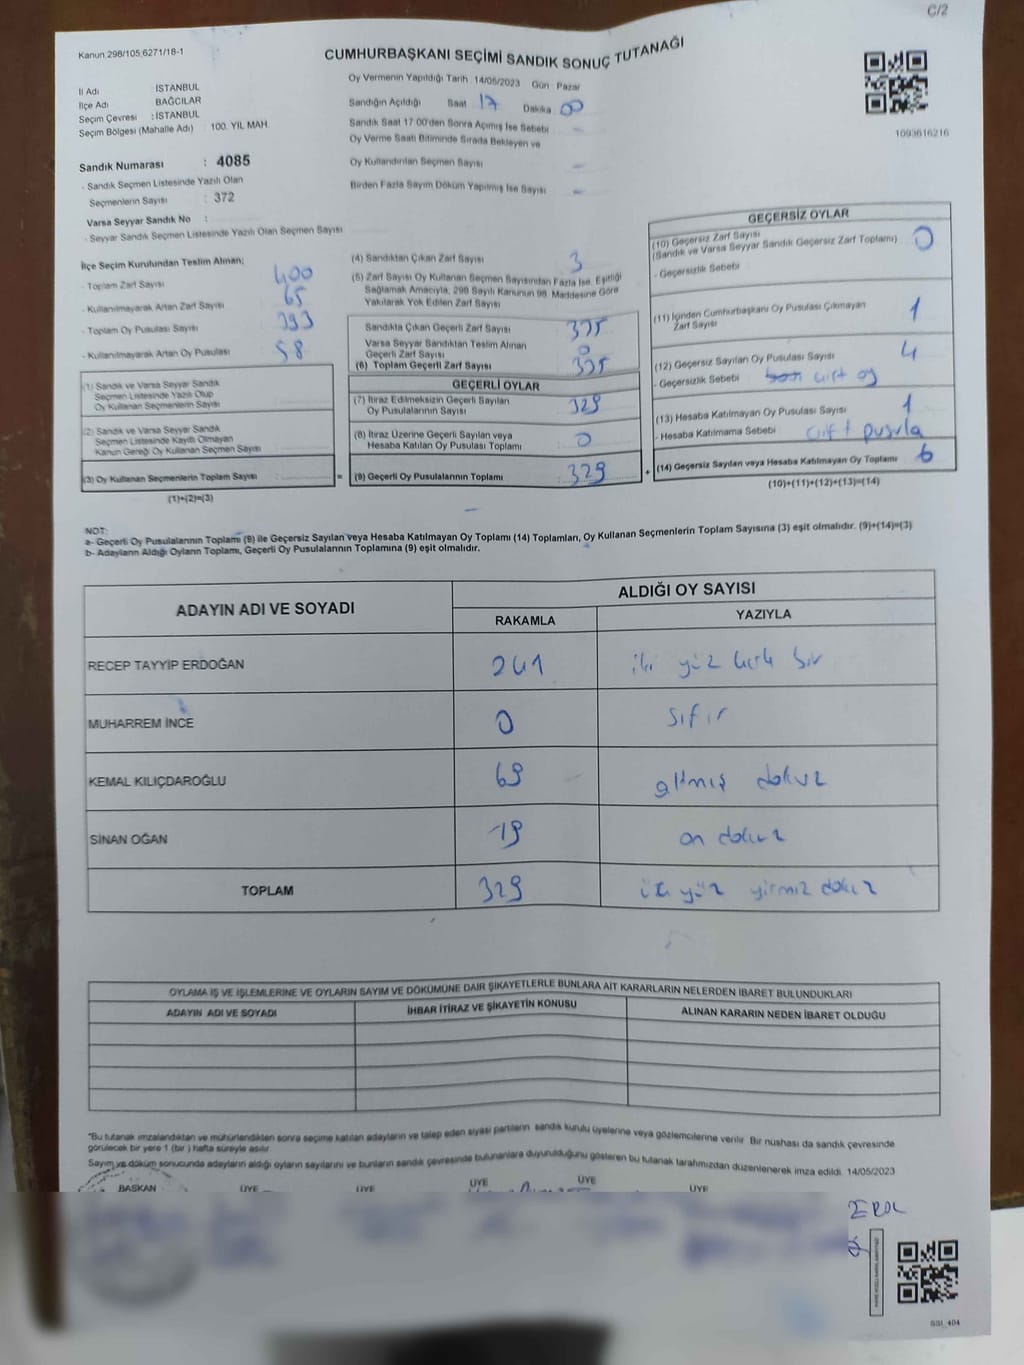 C/2
Kanun 298/105,6271/18-1
CUMHURBAŞKANI SEÇİMİ SANDIK SONUÇ TUTANAĞI
İl Adı İSTANBUL
İlçe Adı BAĞCILAR
Seçim Çevresi : İSTANBUL
Seçim Bölgesi (Mahalle Adı) 100. YIL MAH.
Sandık Numarası : 4085
- Sandık Seçmen Listesinde Yazılı Olan
Seçmenlerin Sayısı : 372
Varsa Seyyar Sandık No :
- Seyyar Sandık Seçmen Listesinde Yazılı Olan Seçmen Sayısı
Oy Vermenin Yapıldığı Tarih : 14/05/2023 Gün : Pazar
Sandığın Açıldığı Saat 17 Dakika 00
Sandık Saat 17:00'den Sonra Açılmış İse Sebebi -
Oy Verme Saati Bitiminde Sırada Bekleyen ve
Oy Kullandırılan Seçmen Sayısı -
Birden Fazla Sayım Döküm Yapılmış İse Sayısı -
1093616216
İlçe Seçim Kurulundan Teslim Alınan;
- Toplam Zarf Sayısı 400
- Kullanılmayarak Artan Zarf Sayısı 65
- Toplam Oy Pusulası Sayısı 393
- Kullanılmayarak Artan Oy Pusulası 58
(1) Sandık ve Varsa Seyyar Sandık
Seçmen Listesinde Yazılı Olup
Oy Kullanan Seçmenlerin Sayısı
(2) Sandık ve Varsa Seyyar Sandık
Seçmen Listesinde Kayıtlı Olmayan
Kanun Gereği Oy Kullanan Seçmen Sayısı
(3) Oy Kullanan Seçmenlerin Toplam Sayısı =
(1)+(2)=(3)
(4) Sandıktan Çıkan Zarf Sayısı 3
(5) Zarf Sayısı Oy Kullanan Seçmen Sayısından Fazla İse, Eşitliği
Sağlamak Amacıyla, 298 Sayılı Kanunun 98. Maddesine Göre
Yakılarak Yok Edilen Zarf Sayısı
Sandıkta Çıkan Geçerli Zarf Sayısı 335
Varsa Seyyar Sandıktan Teslim Alınan
Geçerli Zarf Sayısı 0
(6) Toplam Geçerli Zarf Sayısı 335
GEÇERLİ OYLAR
(7) İtiraz Edilmeksizin Geçerli Sayılan
Oy Pusulalarının Sayısı 329
(8) İtiraz Üzerine Geçerli Sayılan veya
Hesaba Katılan Oy Pusulası Toplamı 0
(9) Geçerli Oy Pusulalarının Toplamı 329 +
GEÇERSİZ OYLAR
(10) Geçersiz Zarf Sayısı
(Sandık ve Varsa Seyyar Sandık Geçersiz Zarf Toplamı) 0
- Geçersizlik Sebebi
(11) İçinden Cumhurbaşkanı Oy Pusulası Çıkmayan
Zarf Sayısı 1
(12) Geçersiz Sayılan Oy Pusulası Sayısı 4
- Geçersizlik Sebebi çift oy
(13) Hesaba Katılmayan Oy Pusulası Sayısı 1
- Hesaba Katılmama Sebebi çift pusula
(14) Geçersiz Sayılan veya Hesaba Katılmayan Oy Toplamı 6
(10)+(11)+(12)+(13)=(14)
NOT:
a- Geçerli Oy Pusulalarının Toplamı (9) ile Geçersiz Sayılan veya Hesaba Katılmayan Oy Toplamı (14) Toplamları, Oy Kullanan Seçmenlerin Toplam Sayısına (3) eşit olmalıdır. (9)+(14)=(3)
b- Adayların Aldığı Oyların Toplamı, Geçerli Oy Pusulalarının Toplamına (9) eşit olmalıdır.
ADAYIN ADI VE SOYADI ALDIĞI OY SAYISI
RAKAMLA YAZIYLA
RECEP TAYYİP ERDOĞAN 241 iki yüz kırk bir
MUHARREM İNCE 0 sıfır
KEMAL KILIÇDAROĞLU 69 altmış dokuz
SİNAN OĞAN 19 on dokuz
TOPLAM 329 üç yüz yirmiz dokuz
OYLAMA İŞ VE İŞLEMLERİNE VE OYLARIN SAYIM VE DÖKÜMÜNE DAİR ŞİKAYETLERLE BUNLARA AİT KARARLARIN NELERDEN İBARET BULUNDUKLARI
ADAYIN ADI VE SOYADI İHBAR İTİRAZ VE ŞİKAYETİN KONUSU ALINAN KARARIN NEDEN İBARET OLDUĞU
"Bu tutanak imzalandıktan ve mühürlendikten sonra seçime katılan adayların ve talep eden siyasi partilerin sandık kurulu üyelerine veya gözlemcilerine verilir. Bir nüshası da sandık çevresinde
görülecek bir yere 1 (bir) hafta süreyle asılır.
Sayım ve döküm sonucunda adayların aldığı oyların sayılarını ve bunların sandık çevresinde bulunanlara duyurulduğunu gösteren bu tutanak tarafımızdan düzenlenerek imza edildi. 14/05/2023
BAŞKAN ÜYE ÜYE ÜYE ÜYE ÜYE
EROL